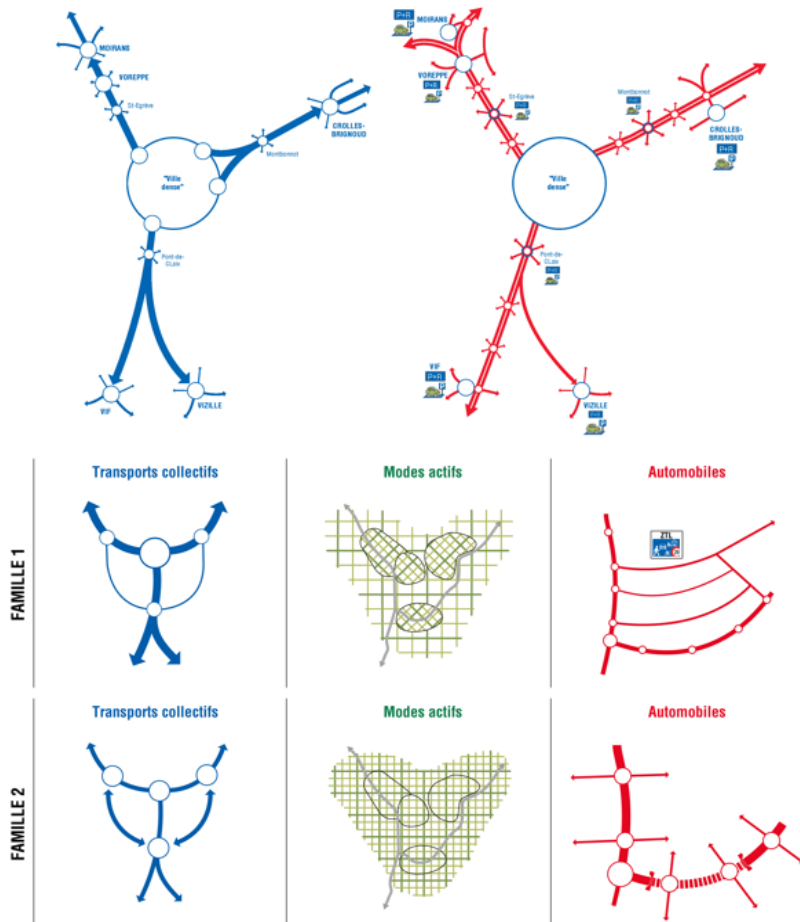 MOIRANS
VOREPPE
St-Egrève
"Ville
dense"
Montbonnot
CROLLES-
BRIGNOUD
Pont-de-
CLaix
VIF
VIZILLE
P+R
P
MOIRANS
VOREPPE
P+R
St-Egrève
P+R
Montbonnot
P+R
CROLLES-
BRIGNOUD
P+R
P
"Ville
dense"
Pont-de-
CLaix
P+R
VIF
P+R
P
VIZILLE
P+R
P
FAMILLE 1
Transports collectifs
Modes actifs
Automobiles
ZTL
FAMILLE 2
Transports collectifs
Modes actifs
Automobiles